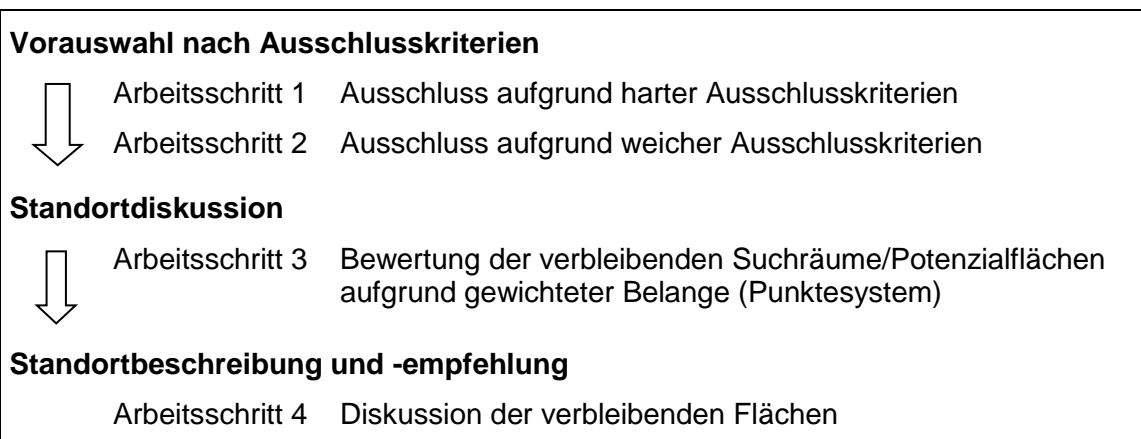 Vorauswahl nach Ausschlusskriterien
Arbeitsschritt 1 Ausschluss aufgrund harter Ausschlusskriterien
Arbeitsschritt 2 Ausschluss aufgrund weicher Ausschlusskriterien
Standortdiskussion
Arbeitsschritt 3 Bewertung der verbleibenden Suchräume/Potenzialflächen
aufgrund gewichteter Belange (Punktesystem)
Standortbeschreibung und -empfehlung
Arbeitsschritt 4 Diskussion der verbleibenden Flächen